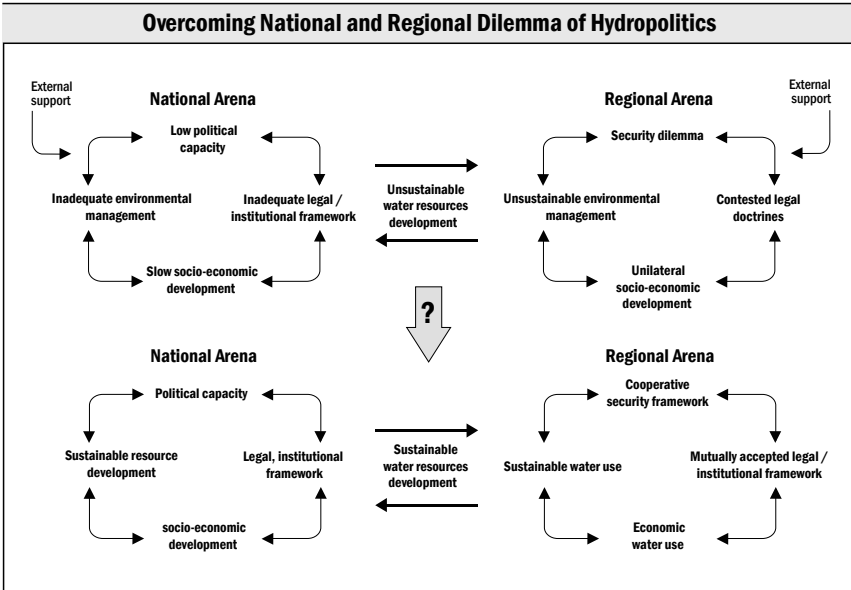 Overcoming National and Regional Dilemma of Hydropolitics
External
support
National Arena
Low political
capacity
Inadequate environmental
management
Inadequate legal /
institutional framework
Slow socio-economic
development
Unsustainable
water resources
development
External
support
Regional Arena
Security dilemma
Unsustainable environmental
management
Contested legal
doctrines
Unilateral
socio-economic
development
?
National Arena
Political capacity
Sustainable resource
development
Legal, institutional
framework
socio-economic
development
Sustainable
water resources
development
Regional Arena
Cooperative
security framework
Sustainable water use
Mutually accepted legal /
institutional framework
Economic
water use